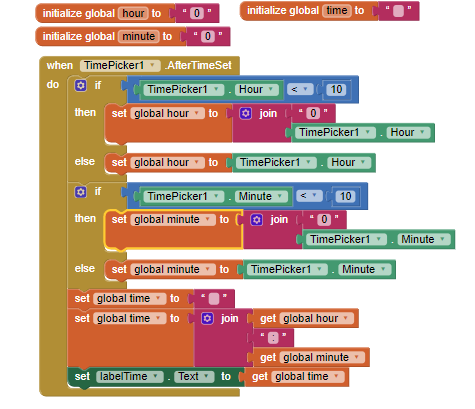 initialize global hour to " 0 "
initialize global time to " "
initialize global minute to " 0 "
when TimePicker1 .AfterTimeSet
do if TimePicker1 . Hour < 10
then set global hour to join " 0 "
TimePicker1 . Hour
else set global hour to TimePicker1 . Hour
if TimePicker1 . Minute < 10
then set global minute to join " 0 "
TimePicker1 . Minute
else set global minute to TimePicker1 . Minute
set global time to " "
set global time to join get global hour
" : "
get global minute
set labelTime . Text to get global time